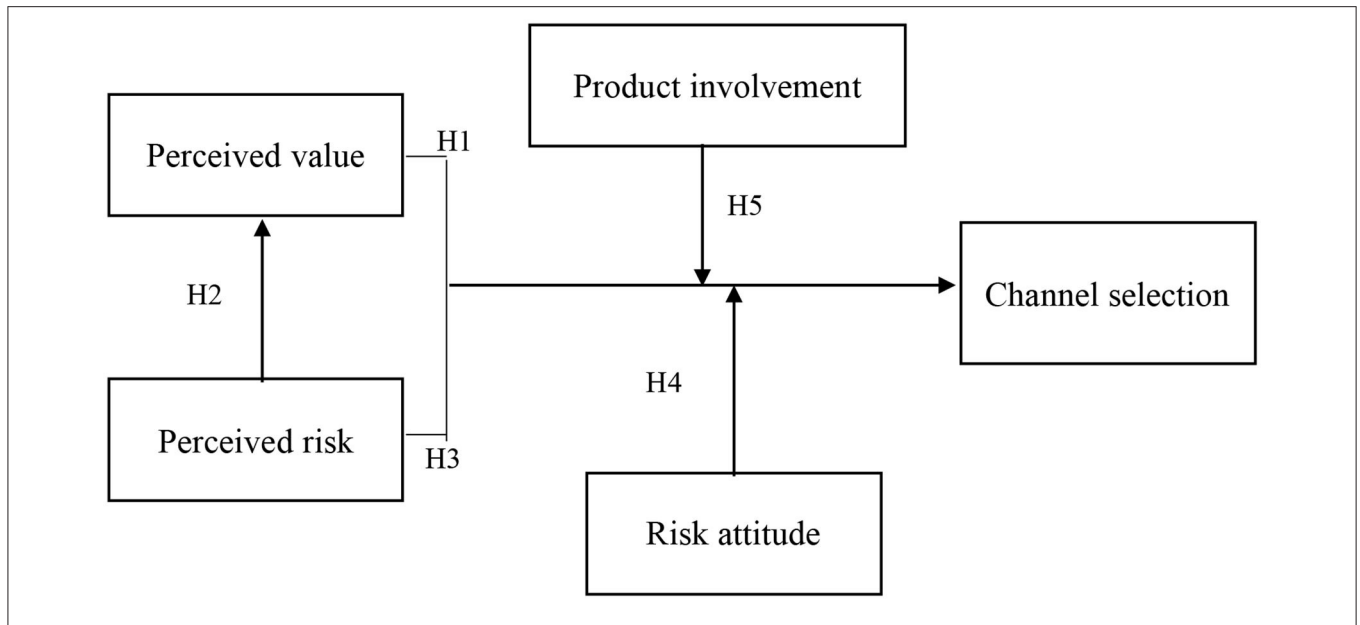 Product involvement
Perceived value
H1
H5
H2
Channel selection
H4
Perceived risk
H3
Risk attitude